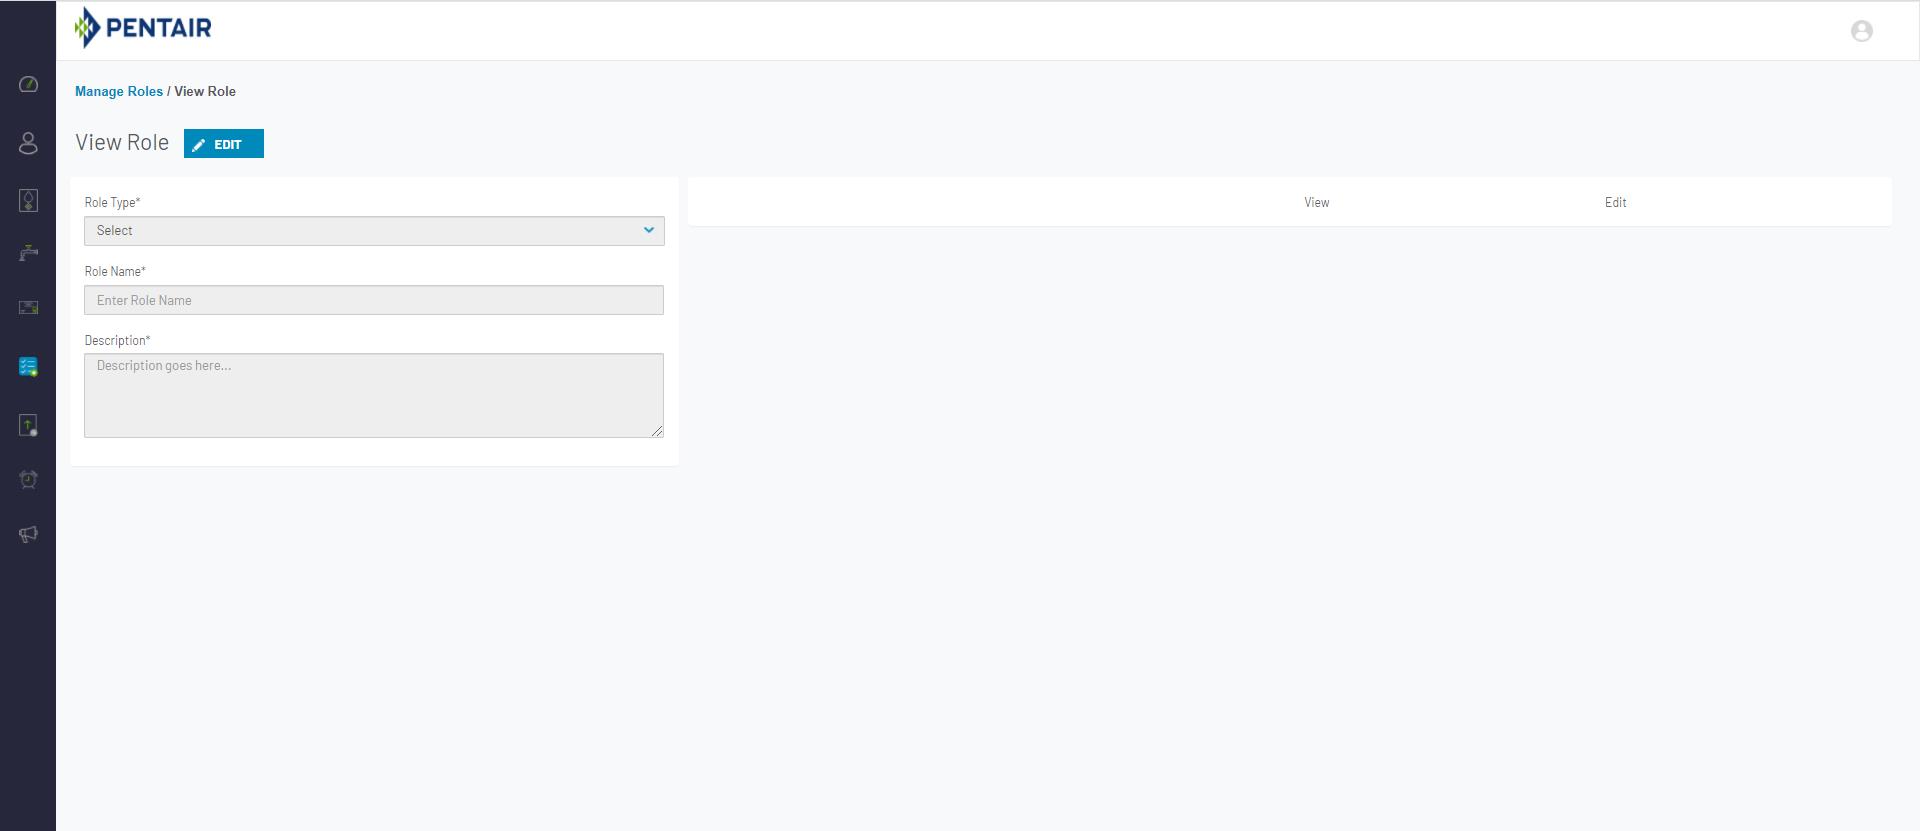 PENTAIR
Manage Roles / View Role
View Role
EDIT
Role Type*
Select
Role Name*
Enter Role Name
Description*
Description goes here...
View
Edit